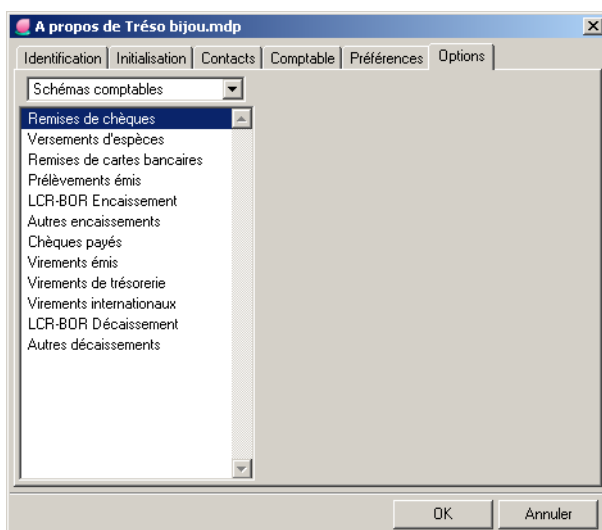 A propos de Tréso bijou.mdp
Identification Initialisation Contacts Comptable Préférences Options
Schémas comptables
Remises de chèques
Versements d'espèces
Remises de cartes bancaires
Prélèvements émis
LCR-BOR Encaissement
Autres encaissements
Chèques payés
Virements émis
Virements de trésorerie
Virements internationaux
LCR-BOR Décaissement
Autres décaissements
OK Annuler